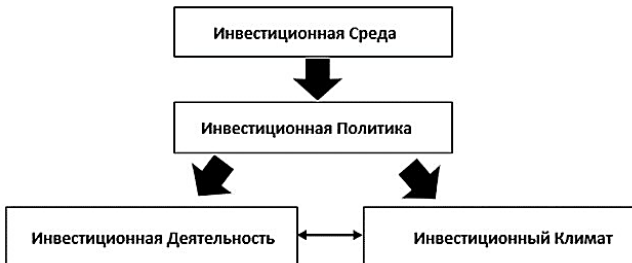 Инвестиционная Среда
Инвестиционная Политика
Инвестиционная Деятельность
Инвестиционный Климат